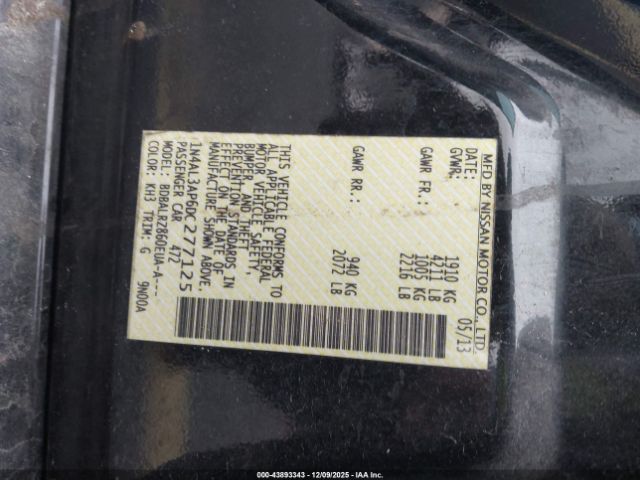 MFD BY NISSAN MOTOR CO., LTD
DATE: 05/13
GVWR: 1910 KG
4211 LB
GAWR FR.: 1005 KG
2216 LB
GAWR RR.: 940 KG
2072 LB
THIS VEHICLE CONFORMS TO
ALL APPLICABLE FEDERAL
MOTOR VEHICLE SAFETY,
BUMPER, AND THEFT
PREVENTION STANDARDS IN
EFFECT ON THE DATE OF
MANUFACTURE SHOWN ABOVE.
1N4AL3AP6DC277125
PASSENGER CAR 472
MODEL: BDBALRZ860EUA-A---
COLOR: KH3 TRIM: G 9N00A
000-43893343 - 12/09/2025 - IAA Inc.